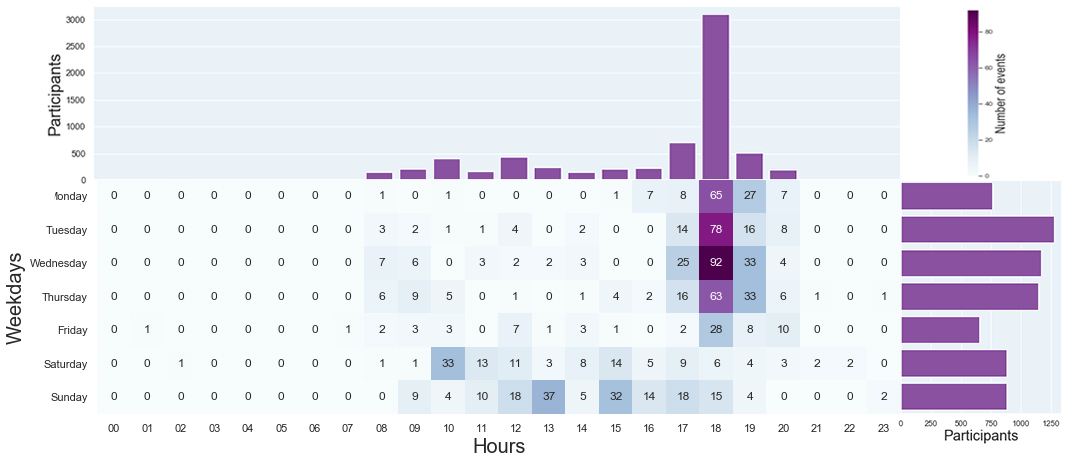 3000
2500
2000
1500
1000
500
0
Participants
80
60
40
20
0
Number of events
Monday 0 0 0 0 0 0 0 0 1 0 1 0 0 0 0 1 7 8 65 27 7 0 0 0
Tuesday 0 0 0 0 0 0 0 0 3 2 1 1 4 0 2 0 0 14 78 16 8 0 0 0
Wednesday 0 0 0 0 0 0 0 0 7 6 0 3 2 2 3 0 0 25 92 33 4 0 0 0
Thursday 0 0 0 0 0 0 0 0 6 9 5 0 1 0 1 4 2 16 63 33 6 1 0 1
Friday 0 1 0 0 0 0 0 1 2 3 3 0 7 1 3 1 0 2 28 8 10 0 0 0
Saturday 0 0 1 0 0 0 0 0 1 1 33 13 11 3 8 14 5 9 6 4 3 2 2 0
Sunday 0 0 0 0 0 0 0 0 0 9 4 10 18 37 5 32 14 18 15 4 0 0 0 2
Weekdays
00 01 02 03 04 05 06 07 08 09 10 11 12 13 14 15 16 17 18 19 20 21 22 23
Hours
0 250 500 750 1000 1250
Participants